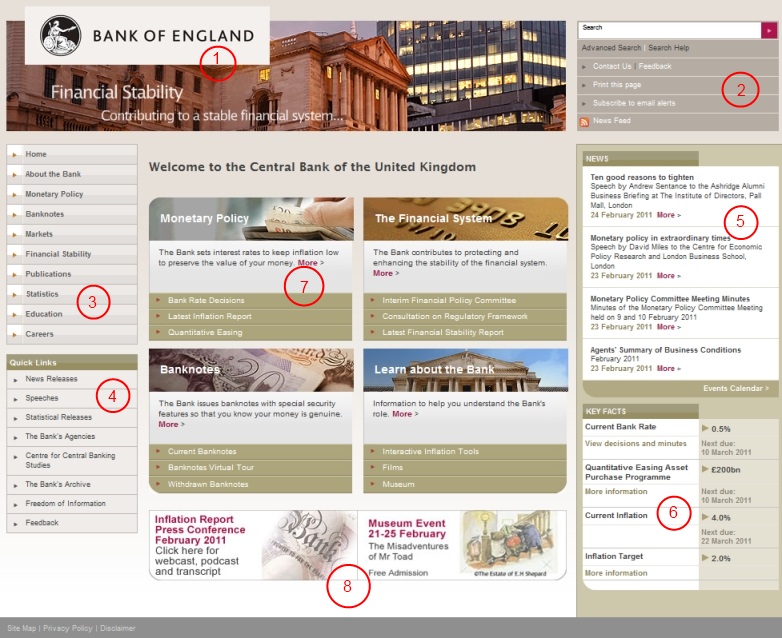 BANK OF ENGLAND
1
Financial Stability
Contributing to a stable financial system...
Search
Advanced Search | Search Help
Contact Us | Feedback
2
Print this page
Subscribe to email alerts
News Feed
Home
About the Bank
Monetary Policy
Banknotes
Markets
Financial Stability
Publications
Statistics
3
Education
Careers
Quick Links
News Releases
Speeches
4
Statistical Releases
The Bank's Agencies
Centre for Central Banking
Studies
The Bank's Archive
Freedom of Information
Feedback
Welcome to the Central Bank of the United Kingdom
Monetary Policy
The Bank sets interest rates to keep inflation low
to preserve the value of your money. More >
7
Bank Rate Decisions
Latest Inflation Report
Quantitative Easing
The Financial System
The Bank contributes to protecting and
enhancing the stability of the financial system.
More >
Interim Financial Policy Committee
Consultation on Regulatory Framework
Latest Financial Stability Report
Banknotes
The Bank issues banknotes with special security
features so that you know your money is genuine.
More >
Current Banknotes
Banknotes Virtual Tour
Withdrawn Banknotes
Learn about the Bank
Information to help you understand the Bank's
role. More >
Interactive Inflation Tools
Films
Museum
Inflation Report
Press Conference
February 2011
Click here for
webcast, podcast
and transcript
Bank
Museum Event
21-25 February
The Misadventures
of Mr Toad
Free Admission
©The Estate of E.H Shepard
8
NEWS
Ten good reasons to tighten
Speech by Andrew Sentance to the Ashridge Alumni
Business Briefing at The Institute of Directors, Pall
Mall, London
24 February 2011 More >
5
Monetary policy in extraordinary times
Speech by David Miles to the Centre for Economic
Policy Research and London Business School,
London
23 February 2011 More >
Monetary Policy Committee Meeting Minutes
Minutes of the Monetary Policy Committee Meeting
held on 9 and 10 February 2011
23 February 2011 More >
Agents' Summary of Business Conditions
February 2011
23 February 2011 More >
Events Calendar >
KEY FACTS
Current Bank Rate 0.5%
View decisions and minutes Next due:
10 March 2011
Quantitative Easing Asset £200bn
Purchase Programme
More information Next due:
10 March 2011
Current Inflation 4.0%
6
Next due:
22 March 2011
Inflation Target 2.0%
More information
Site Map | Privacy Policy | Disclaimer